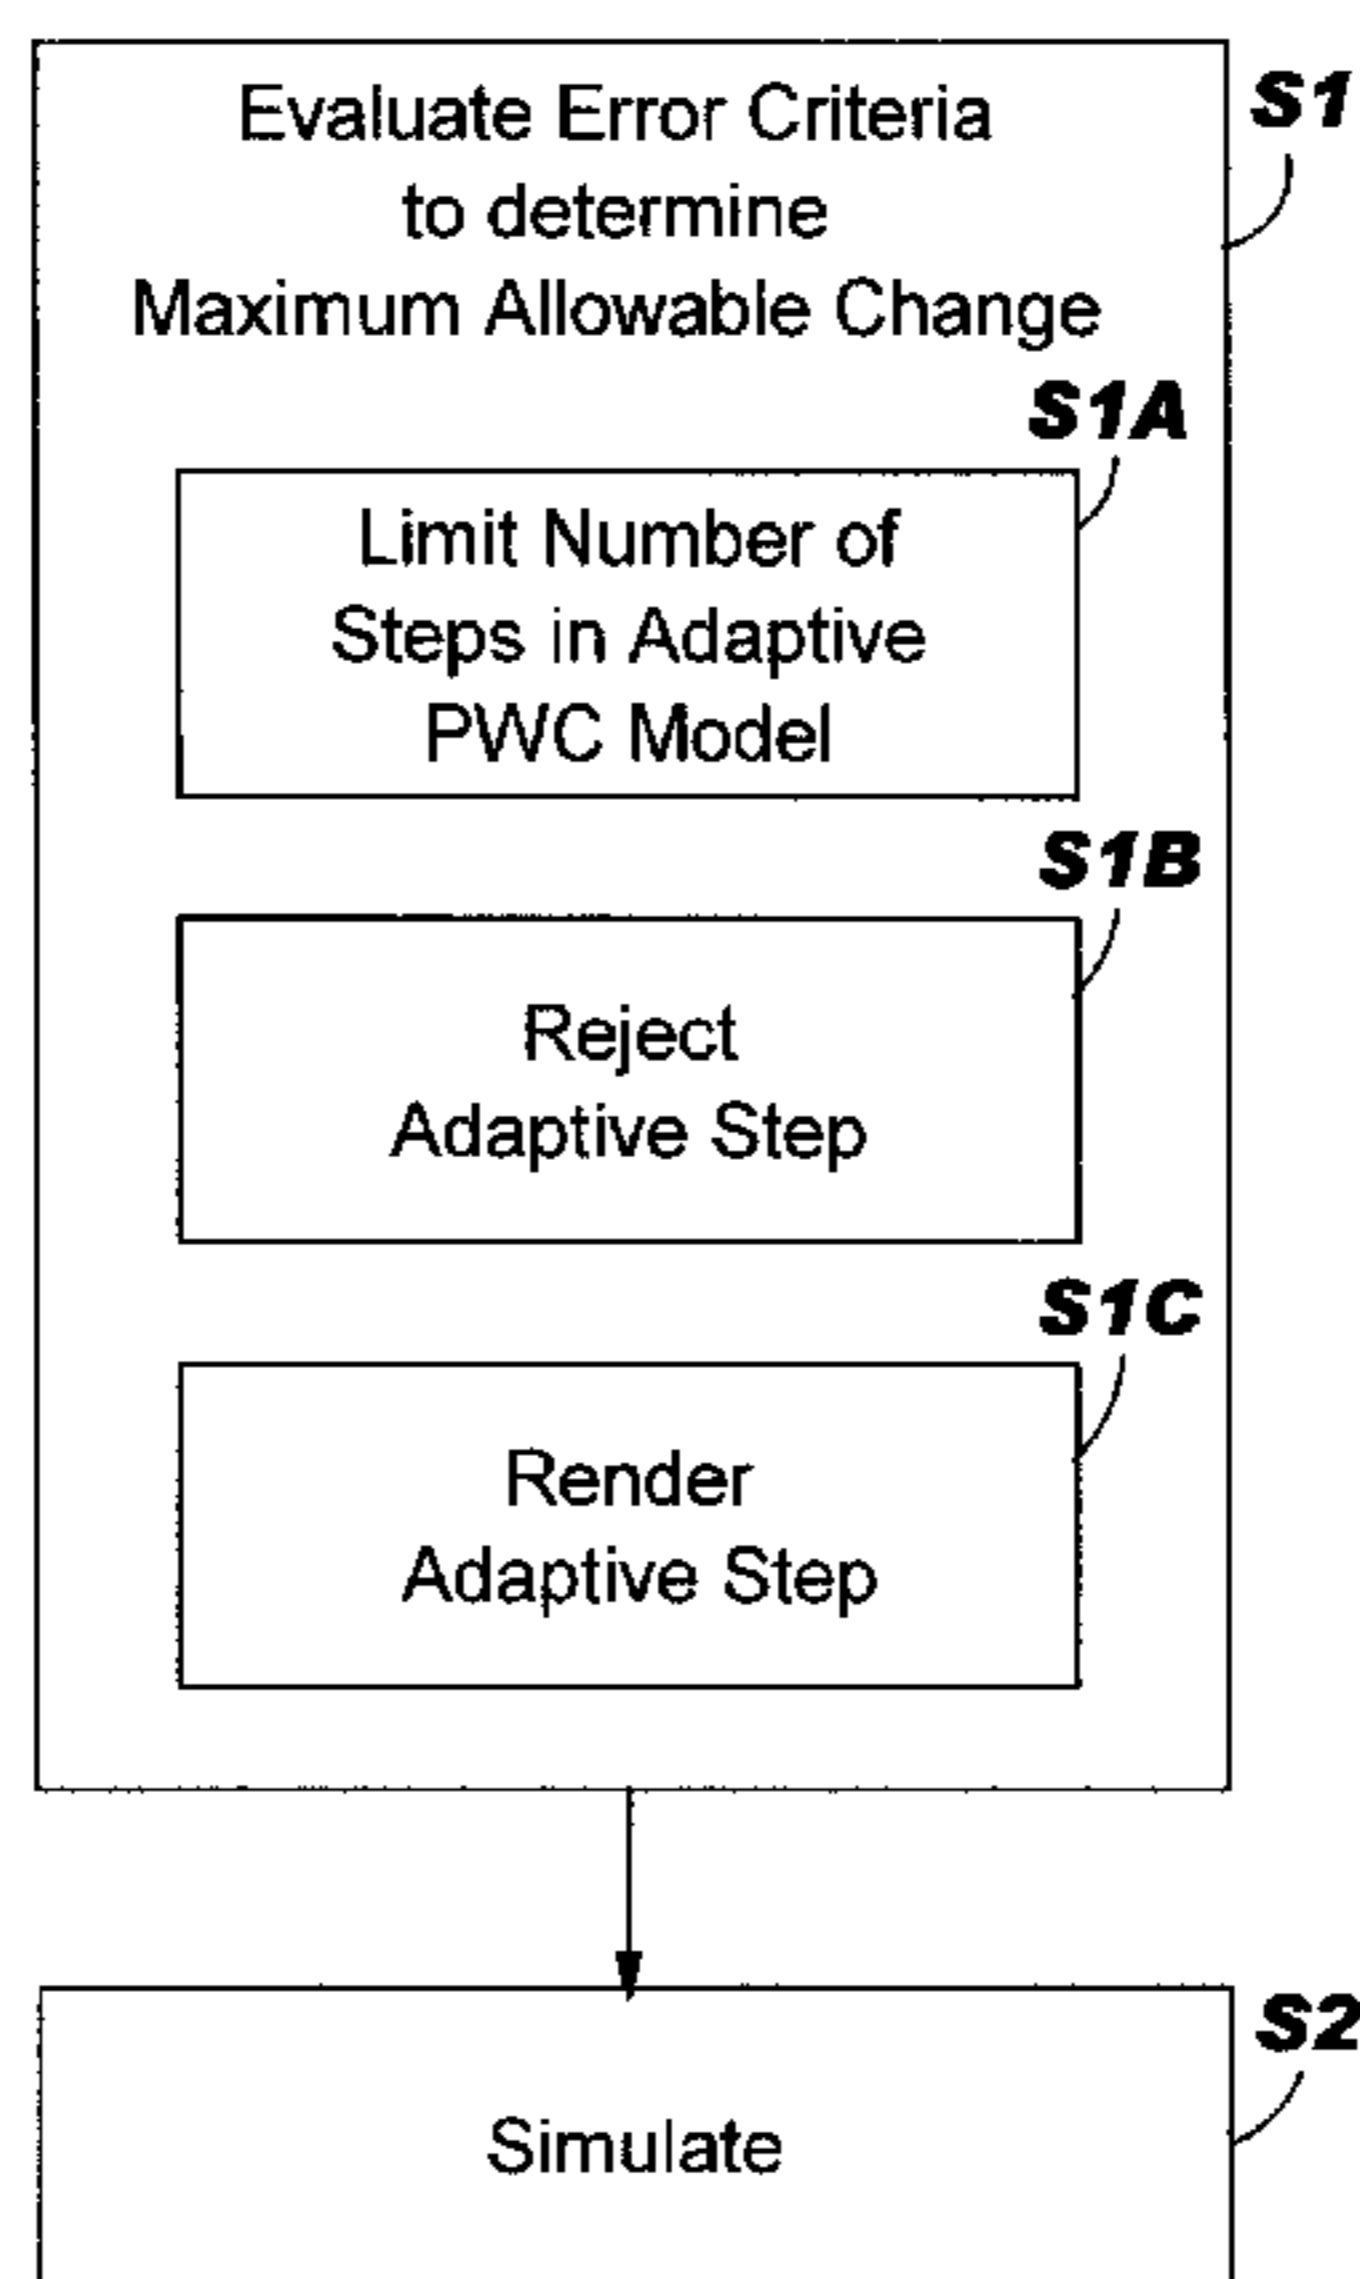 Evaluate Error Criteria
S1
to determine
Maximum Allowable Change
S1A
Limit Number of
Steps in Adaptive
PWC Model
S1B
Reject
Adaptive Step
S1C
Render
Adaptive Step
S2
Simulate